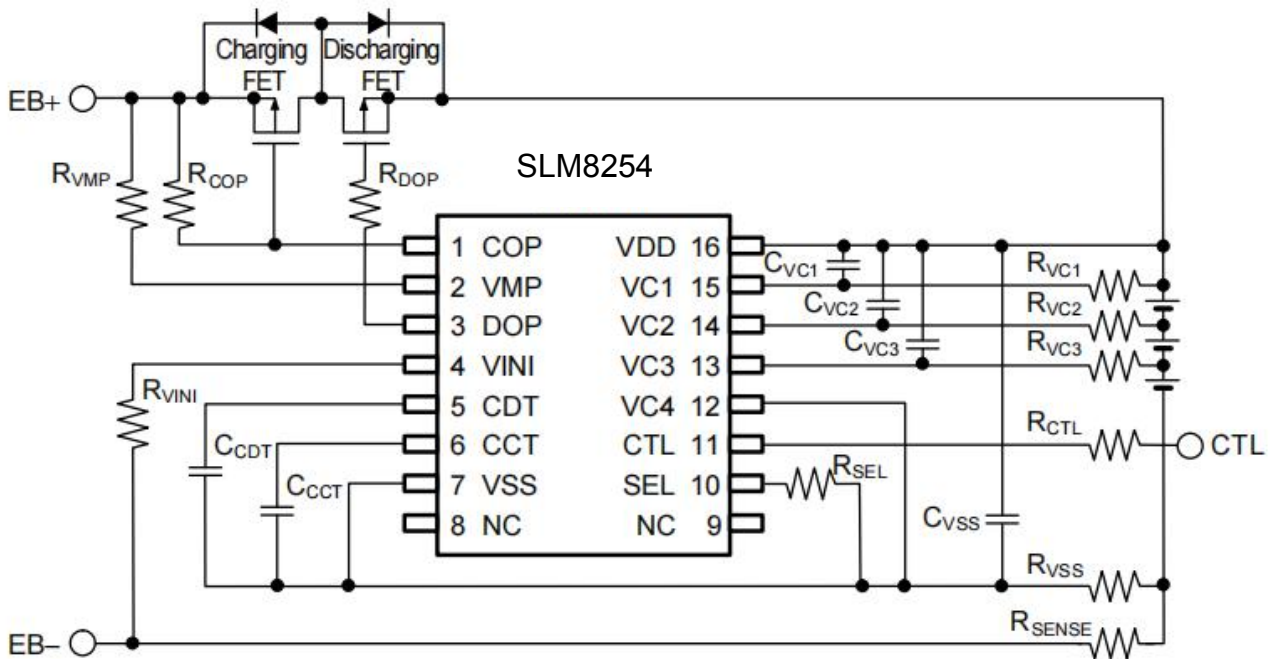 Charging Discharging
FET FET
EB+
SLM8254
RVMP RCOP RDOP
1 COP VDD 16
2 VMP VC1 15
3 DOP VC2 14
4 VINI VC3 13
5 CDT VC4 12
6 CCT CTL 11
7 VSS SEL 10
8 NC NC 9
CVC1 RVC1
CVC2 RVC2
CVC3 RVC3
RVINI
RCTL CTL
CCDT
RSEL
CCCT
CVSS
RVSS
RSENSE
EB−